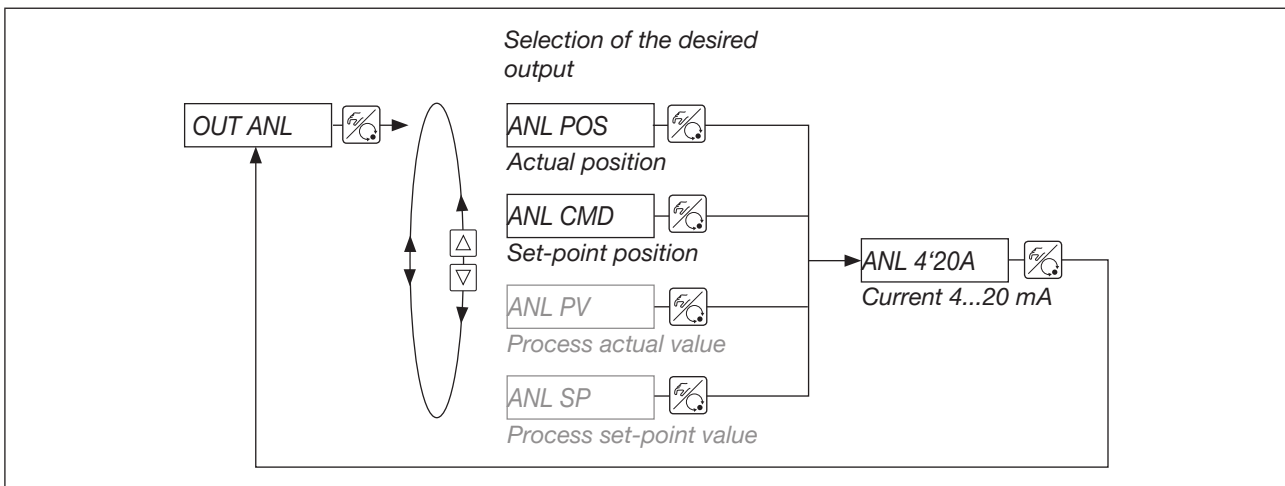 Selection of the desired
output
OUT ANL
ANL POS
Actual position
ANL CMD
Set-point position
ANL 4‘20A
Current 4...20 mA
ANL PV
Process actual value
ANL SP
Process set-point value